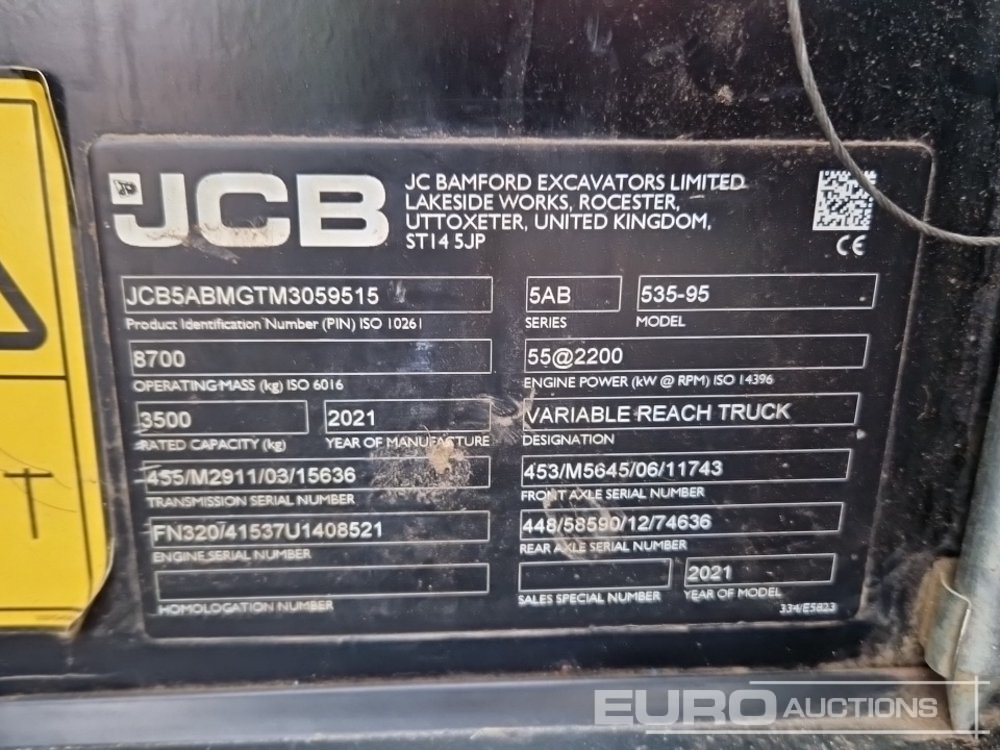 JCB
JC BAMFORD EXCAVATORS LIMITED
LAKESIDE WORKS, ROCESTER,
UTTOXETER, UNITED KINGDOM,
ST14 5JP
CE
JCB5ABMGTM3059515
Product Identification Number (PIN) ISO 10261
5AB
SERIES
535-95
MODEL
8700
OPERATING MASS (kg) ISO 6016
55@2200
ENGINE POWER (kW @ RPM) ISO 14396
3500
RATED CAPACITY (kg)
2021
YEAR OF MANUFACTURE
VARIABLE REACH TRUCK
DESIGNATION
455/M2911/03/15636
TRANSMISSION SERIAL NUMBER
453/M5645/06/11743
FRONT AXLE SERIAL NUMBER
FN320/41537U1408521
ENGINE SERIAL NUMBER
448/58590/12/74636
REAR AXLE SERIAL NUMBER
HOMOLOGATION NUMBER
SALES SPECIAL NUMBER
2021
YEAR OF MODEL
334/E5823
T
EURO AUCTIONS